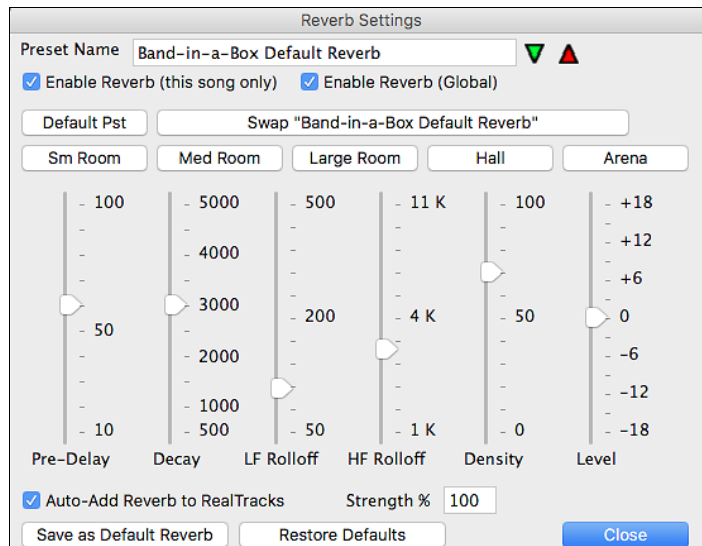 Reverb Settings
Preset Name Band-in-a-Box Default Reverb
Enable Reverb (this song only) Enable Reverb (Global)
Default Pst Swap "Band-in-a-Box Default Reverb"
Sm Room Med Room Large Room Hall Arena
100 5000 500 11 K 100 +18
4000 +12
+6
3000 200 4 K 50 0
50
2000 -6
1000 -12
10 500 50 1 K 0 -18
Pre-Delay Decay LF Rolloff HF Rolloff Density Level
Auto-Add Reverb to RealTracks Strength % 100
Save as Default Reverb Restore Defaults Close